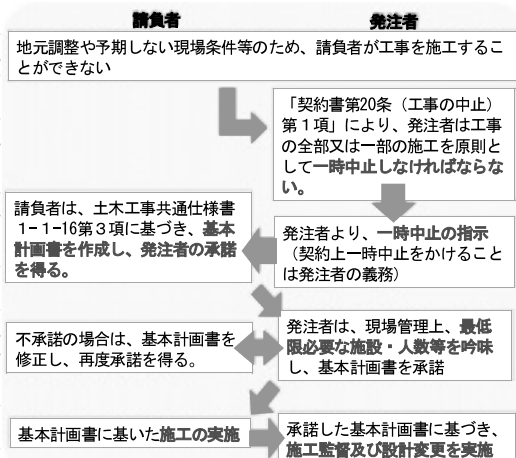 請負者
発注者
地元調整や予期しない現場条件等のため、請負者が工事を施工するこ
とができない
「契約書第20条（工事の中止）
第１項」により、発注者は工事
の全部又は一部の施工を原則と
して一時中止しなければならな
い。
発注者より、一時中止の指示
（契約上一時中止をかけること
は発注者の義務）
請負者は、土木工事共通仕様書
1-1-16第３項に基づき、基本
計画書を作成し、発注者の承諾
を得る。
発注者は、現場管理上、最低
限必要な施設・人数等を吟味
し、基本計画書を承諾
不承諾の場合は、基本計画書を
修正し、再度承諾を得る。
基本計画書に基いた施工の実施
承諾した基本計画書に基づき、
施工監督及び設計変更を実施